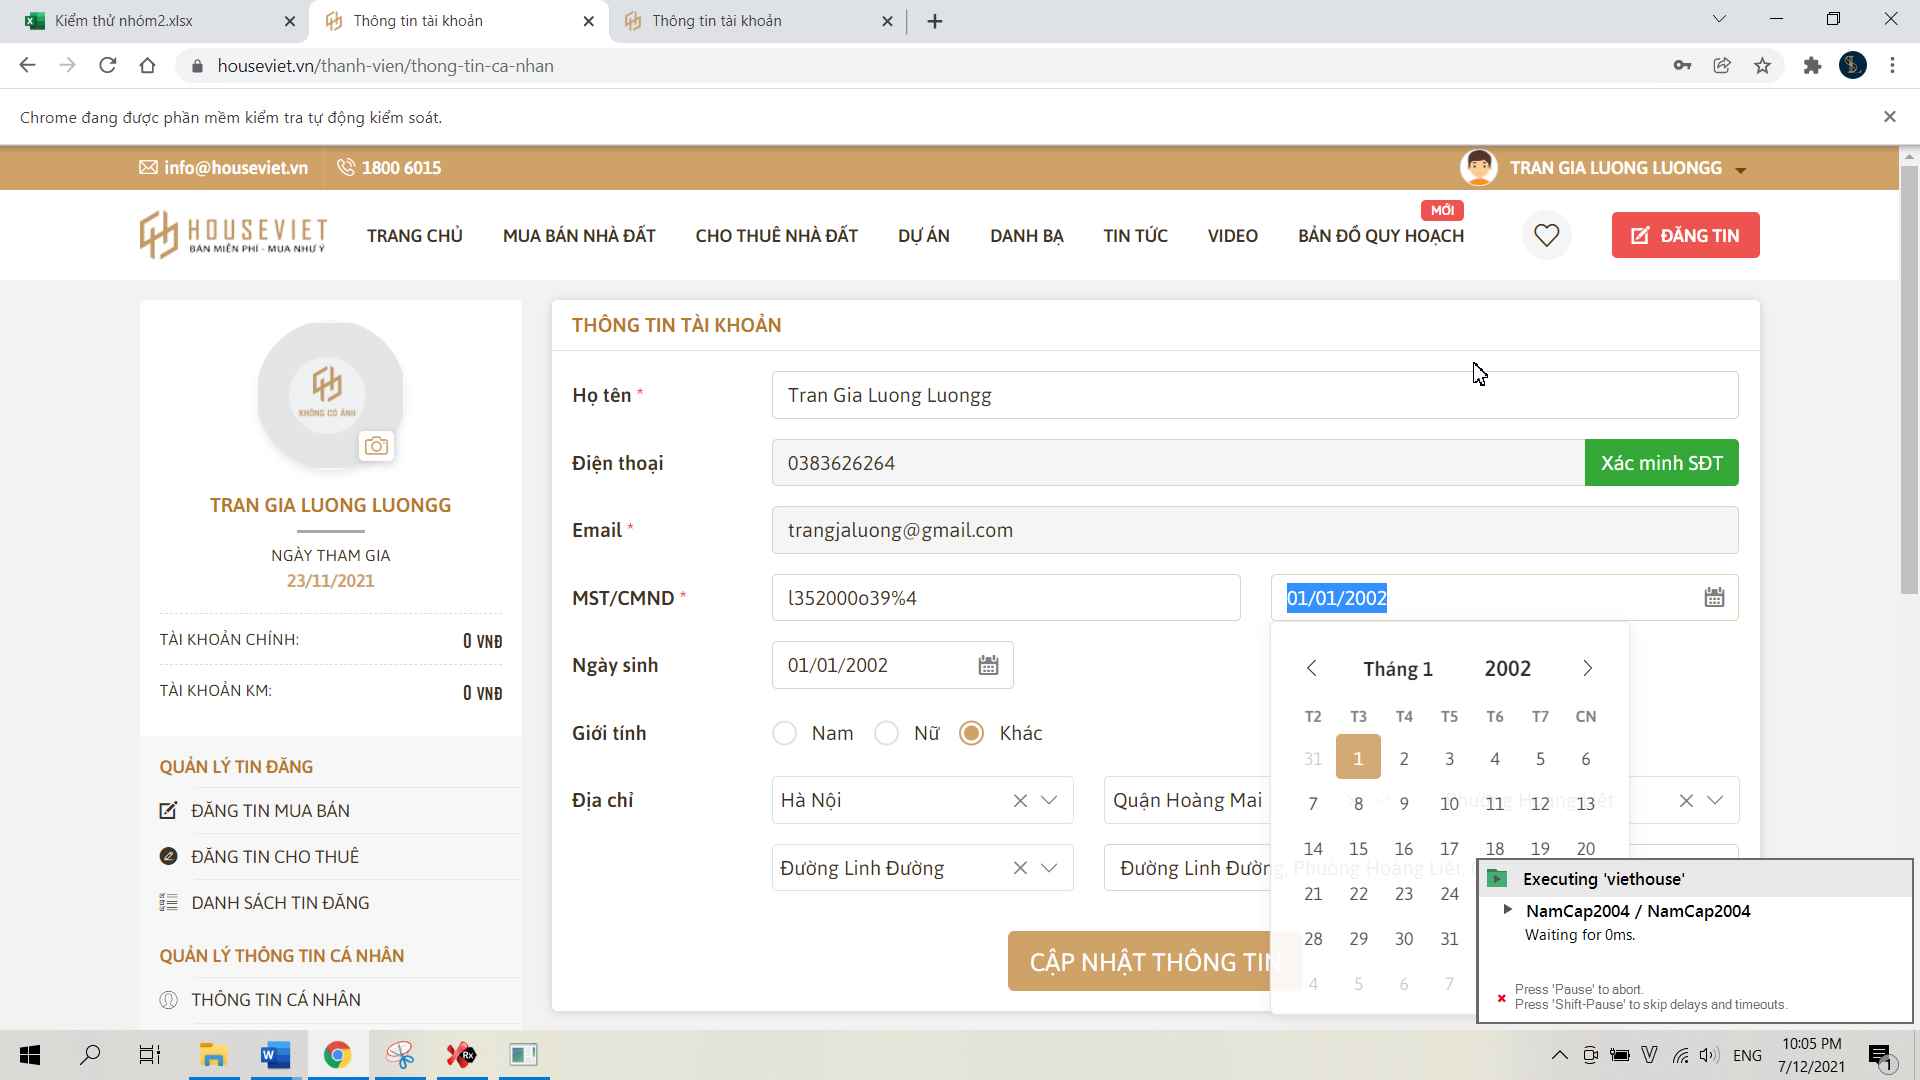 Kiểm thử nhóm2.xlsx
Thông tin tài khoản
Thông tin tài khoản
houseviet.vn/thanh-vien/thong-tin-ca-nhan
Chrome đang được phần mềm kiểm tra tự động kiểm soát.
info@houseviet.vn
1800 6015
TRAN GIA LUONG LUONGG
HOUSEVIET
BÁN MIỄN PHÍ - MUA NHƯ Ý
TRANG CHỦ
MUA BÁN NHÀ ĐẤT
CHO THUÊ NHÀ ĐẤT
DỰ ÁN
DANH BẠ
TIN TỨC
VIDEO
MỚI
BẢN ĐỒ QUY HOẠCH
ĐĂNG TIN
KHÔNG CÓ ẢNH
TRAN GIA LUONG LUONGG
NGÀY THAM GIA
23/11/2021
TÀI KHOẢN CHÍNH: 0 VNĐ
TÀI KHOẢN KM: 0 VNĐ
QUẢN LÝ TIN ĐĂNG
ĐĂNG TIN MUA BÁN
ĐĂNG TIN CHO THUÊ
DANH SÁCH TIN ĐĂNG
QUẢN LÝ THÔNG TIN CÁ NHÂN
THÔNG TIN CÁ NHÂN
THÔNG TIN TÀI KHOẢN
Họ tên * Tran Gia Luong Luongg
Điện thoại 0383626264 Xác minh SĐT
Email * trangjaluong@gmail.com
MST/CMND * l352000o39%4 01/01/2002
Ngày sinh 01/01/2002
Giới tính Nam Nữ Khác
Địa chỉ Hà Nội Quận Hoàng Mai
Đường Linh Đường Đường Linh Đường, Phường Hoàng Liệt,
CẬP NHẬT THÔNG TIN
Tháng 1 2002
T2 T3 T4 T5 T6 T7 CN
31 1 2 3 4 5 6
7 8 9 10 11 12 13
14 15 16 17 18 19 20
21 22 23 24
28 29 30 31
4 5 6 7
Executing 'viethouse'
NamCap2004 / NamCap2004
Waiting for 0ms.
Press 'Pause' to abort.
Press 'Shift-Pause' to skip delays and timeouts.
ENG
10:05 PM
7/12/2021
1